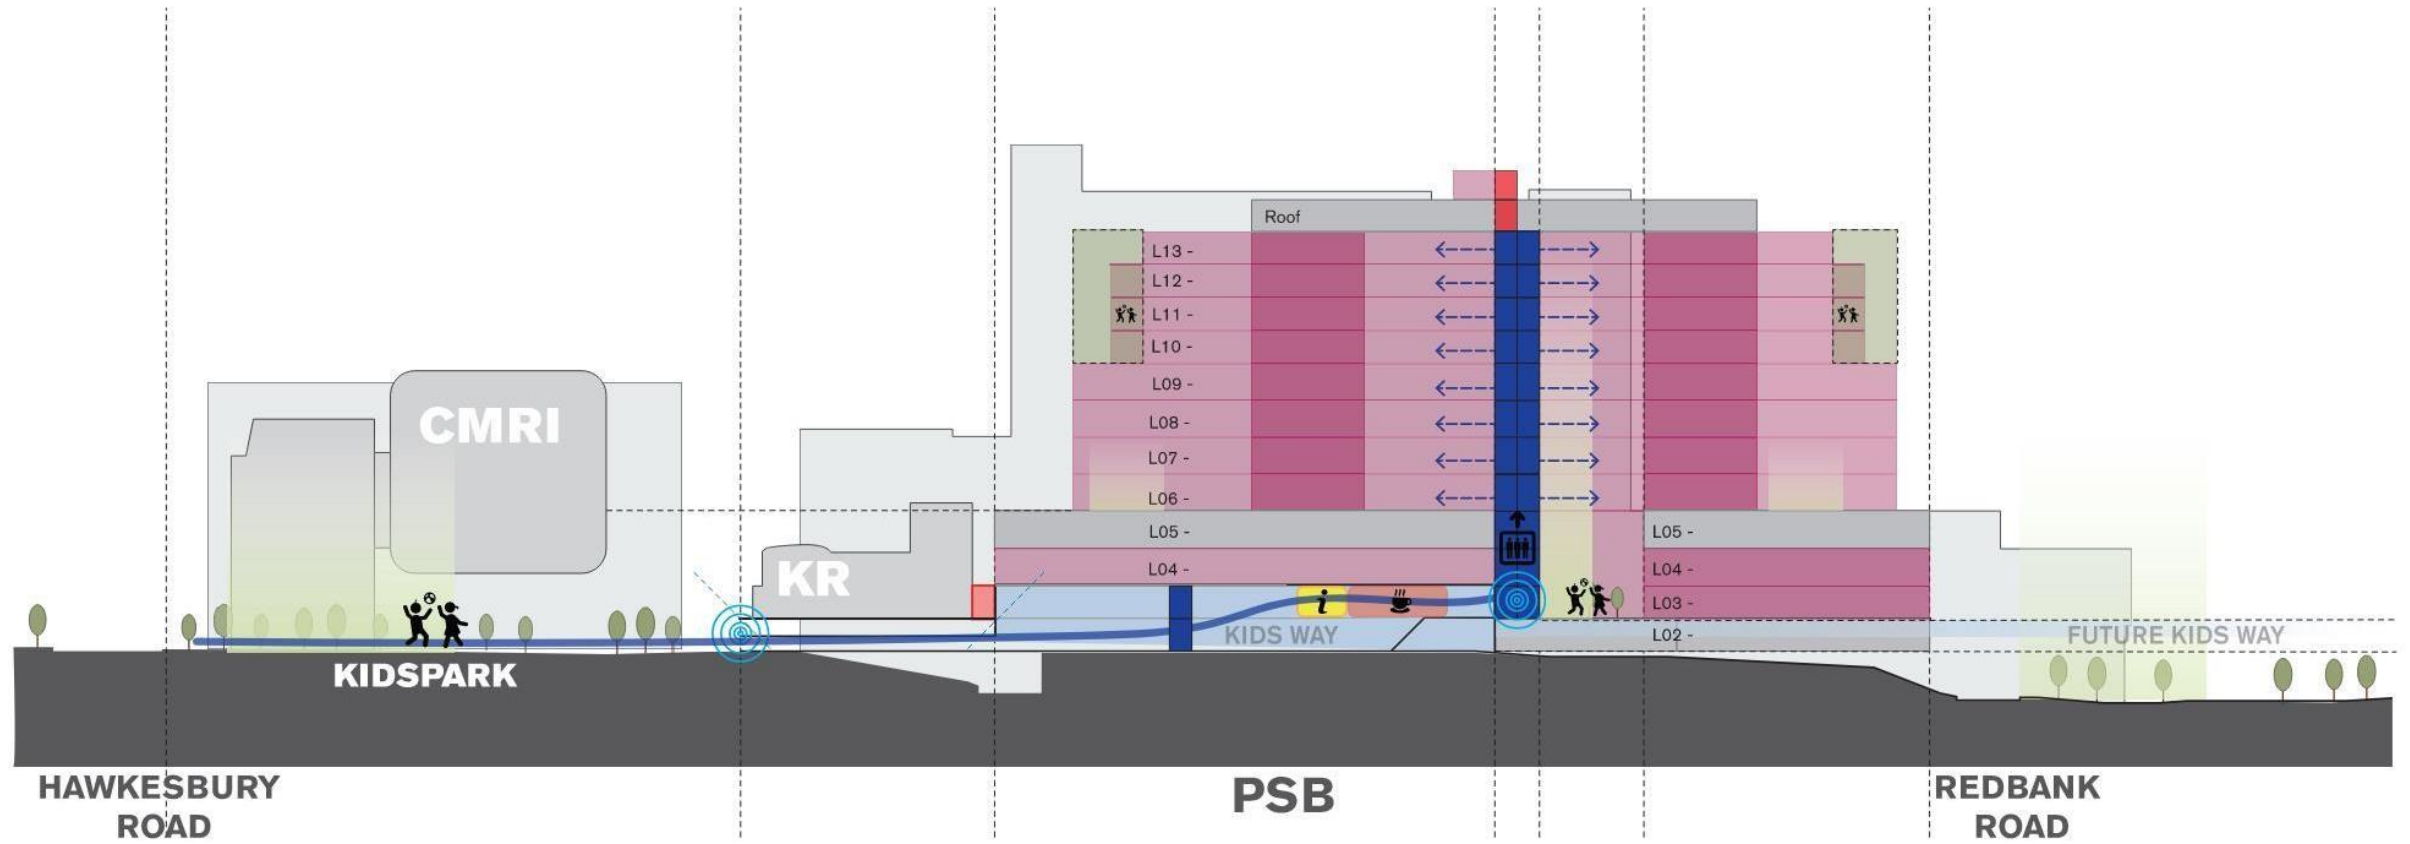 Roof
L13 -
L12 -
L11 -
L10 -
L09 -
L08 -
L07 -
L06 -
L05 -
L04 -
L05 -
L04 -
L03 -
L02 -
CMRI
KR
i
KIDS WAY
FUTURE KIDS WAY
KIDSPARK
HAWKESBURY
ROAD
PSB
REDBANK
ROAD